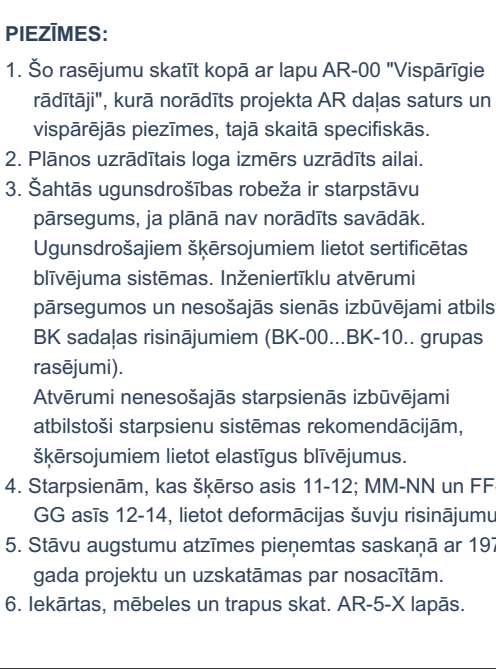 PIEZĪMES:
1. Šo rasējumu skatīt kopā ar lapu AR-00 "Vispārīgie
rādītāji", kurā norādīts projekta AR daļas saturs un
vispārējās piezīmes, tajā skaitā specifiskās.
2. Plānos uzrādītais loga izmērs uzrādīts ailai.
3. Šahtās ugunsdrošības robeža ir starpstāvu
pārsegums, ja plānā nav norādīts savādāk.
Ugunsdrošajiem šķērsojumiem lietot sertificētas
blīvējuma sistēmas. Inženiertīklu atvērumi
pārsegumos un nesošajās sienās izbūvējami
BK sadaļas risinājumiem (BK-00...BK-10.. grupas
rasējumi).
Atvērumi nenesošajās starpsienās izbūvējami
atbilstoši starpsienu sistēmas rekomendācijām,
šķērsojumiem lietot elastīgus blīvējumus.
4. Starpsienām, kas šķērso asis 11-12; MM-NN un FF-
GG asīs 12-14, lietot deformācijas šuvju risinājumu
5. Stāvu augstumu atzīmes pieņemtas saskaņā ar
gada projektu un uzskatāmas par nosacītām.
6. Iekārtas, mēbeles un trapus skat. AR-5-X lapās.